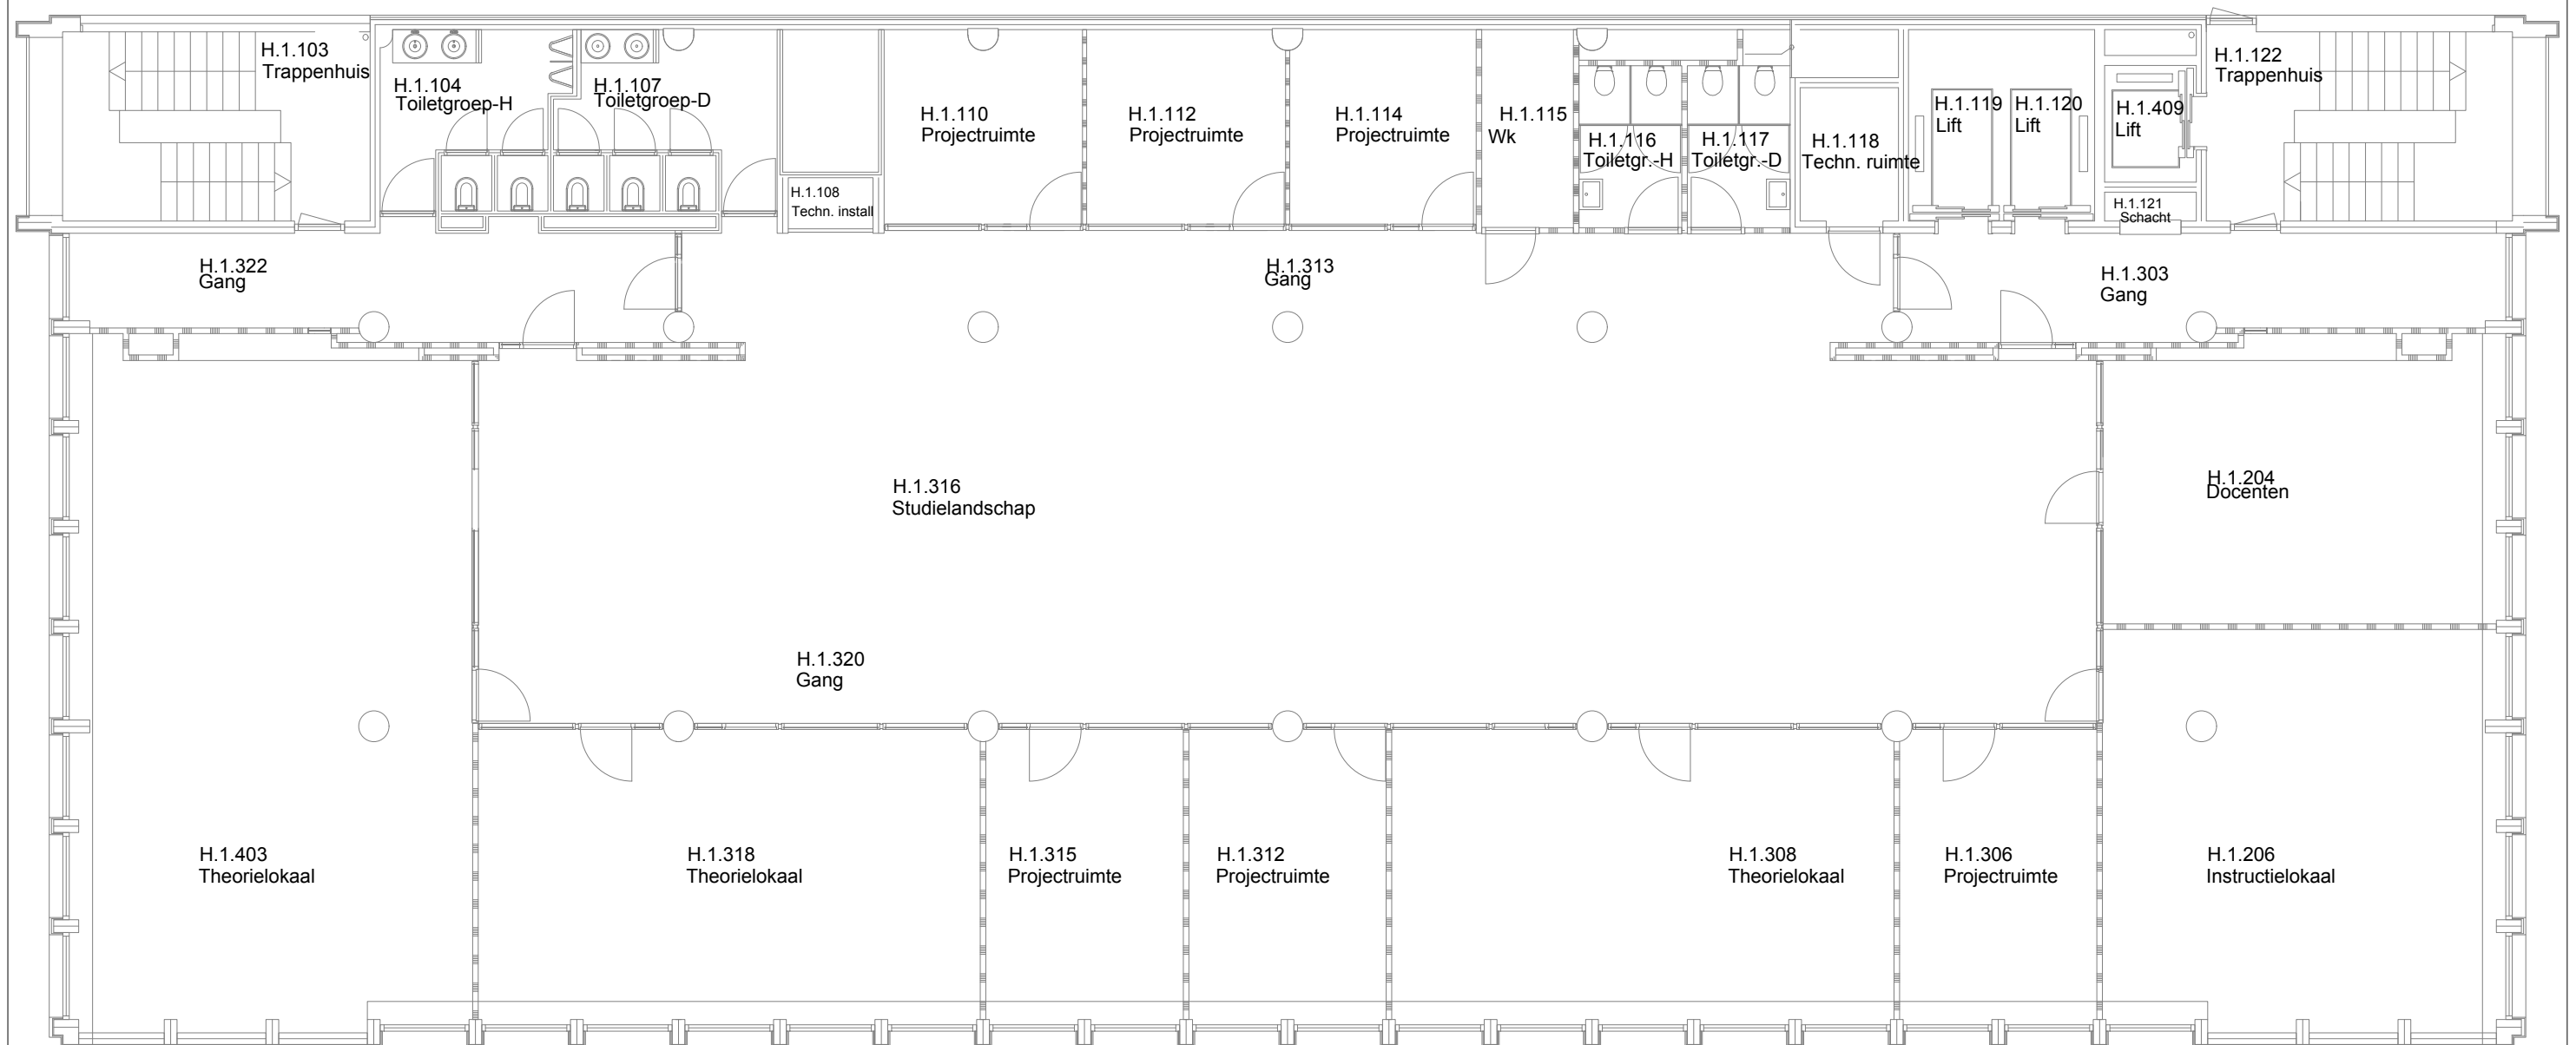 H.1.103
Trappenhuis
H.1.104
Toiletgroep-H
H.1.107
Toiletgroep-D
H.1.108
Techn. install
H.1.110
Projectruimte
H.1.112
Projectruimte
H.1.114
Projectruimte
H.1.115
Wk
H.1.116
Toiletgr.-H
H.1.117
Toiletgr.-D
H.1.118
Techn. ruimte
H.1.119
Lift
H.1.120
Lift
H.1.409
Lift
H.1.121
Schacht
H.1.122
Trappenhuis
H.1.322
Gang
H.1.313
Gang
H.1.303
Gang
H.1.316
Studielandschap
H.1.204
Docenten
H.1.320
Gang
H.1.403
Theorielokaal
H.1.318
Theorielokaal
H.1.315
Projectruimte
H.1.312
Projectruimte
H.1.308
Theorielokaal
H.1.306
Projectruimte
H.1.206
Instructielokaal